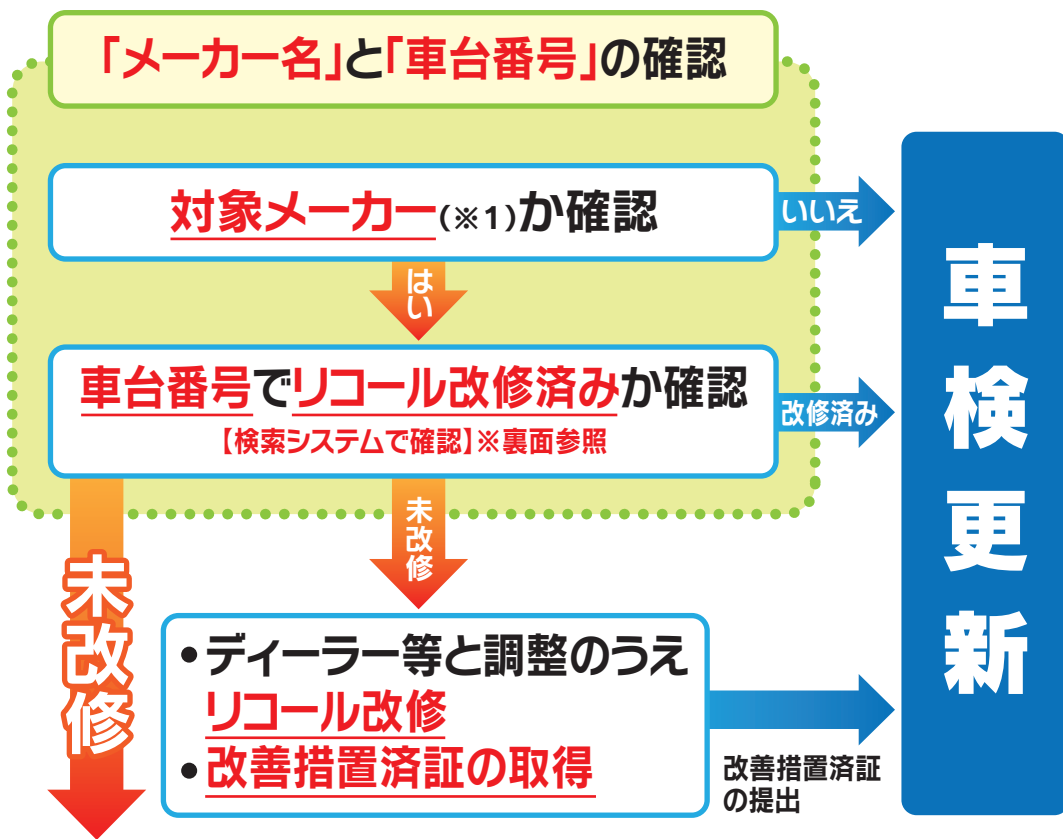 「メーカー名」と「車台番号」の確認
対象メーカー(※1)か確認
いいえ
はい
車台番号でリコール改修済みか確認
【検索システムで確認】※裏面参照
改修済み
未改修
未改修
•ディーラー等と調整のうえ
リコール改修
•改善措置済証の取得
改善措置済証
の提出
車検更新